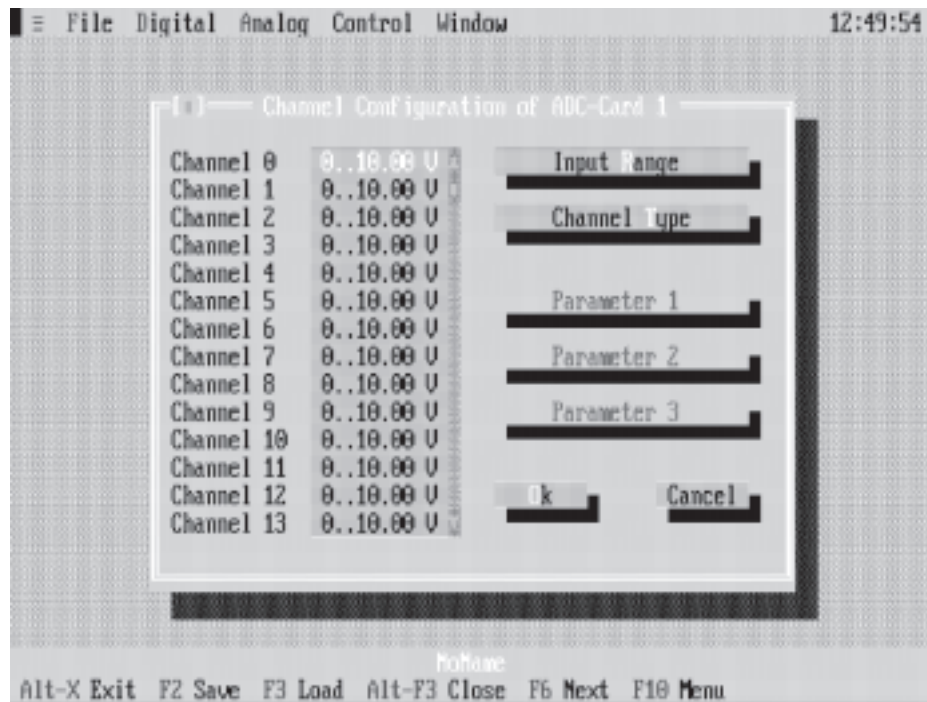 ≡ File Digital Analog Control Window 12:49:54
[▪] Channel Configuration of ADC-Card 1
Channel 0 0..10.00 V Input Range
Channel 1 0..10.00 V
Channel 2 0..10.00 V Channel Type
Channel 3 0..10.00 V
Channel 4 0..10.00 V
Channel 5 0..10.00 V Parameter 1
Channel 6 0..10.00 V
Channel 7 0..10.00 V Parameter 2
Channel 8 0..10.00 V
Channel 9 0..10.00 V Parameter 3
Channel 10 0..10.00 V
Channel 11 0..10.00 V
Channel 12 0..10.00 V Ok Cancel
Channel 13 0..10.00 V
NoName
Alt-X Exit F2 Save F3 Load Alt-F3 Close F6 Next F10 Menu